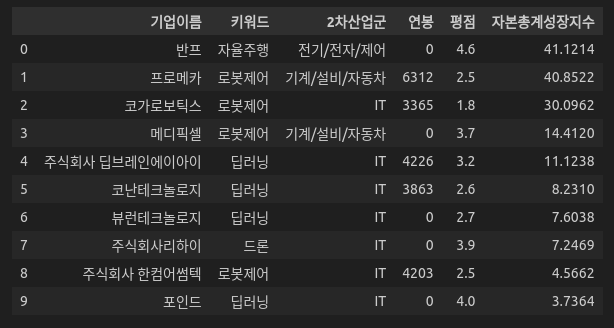 기업이름 키워드 2차산업군 연봉 평점 자본총계성장지수
0 반프 자율주행 전기/전자/제어 0 4.6 41.1214
1 프로메카 로봇제어 기계/설비/자동차 6312 2.5 40.8522
2 코가로보틱스 로봇제어 IT 3365 1.8 30.0962
3 메디픽셀 로봇제어 기계/설비/자동차 0 3.7 14.4120
4 주식회사 딥브레인에이아이 딥러닝 IT 4226 3.2 11.1238
5 코난테크놀로지 딥러닝 IT 3863 2.6 8.2310
6 뷰런테크놀로지 딥러닝 IT 0 2.7 7.6038
7 주식회사리하이 드론 IT 0 3.9 7.2469
8 주식회사 한컴어썸텍 로봇제어 IT 4203 2.5 4.5662
9 포인드 딥러닝 IT 0 4.0 3.7364